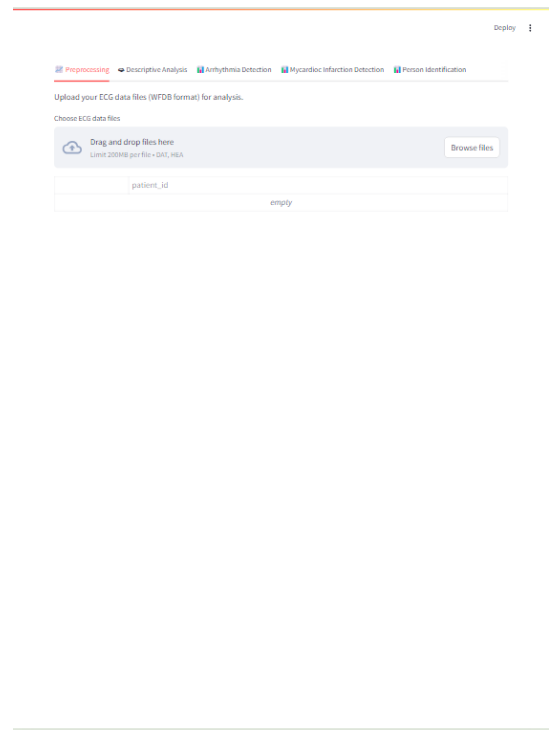 Deploy
Preprocessing Descriptive Analysis Arrhythmia Detection Mycardioc Infarction Detection Person Identification
Upload your ECG data files (WFDB format) for analysis.
Choose ECG data files
Drag and drop files here
Limit 200MB per file • DAT, HEA
Browse files
patient_id
empty